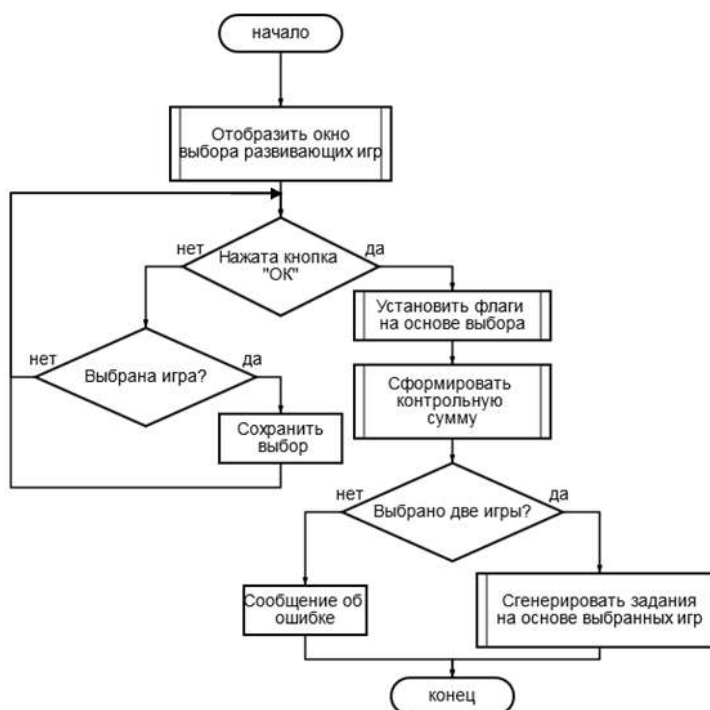 начало
Отобразить окно
выбора развивающих игр
нет
Нажата кнопка
"ОК"
да
Установить флаги
на основе выбора
нет
Выбрана игра?
да
Сформировать
контрольную
сумму
Сохранить
выбор
нет
Выбрано две игры?
да
Сообщение об
ошибке
Сгенерировать задания
на основе выбранных игр
конец